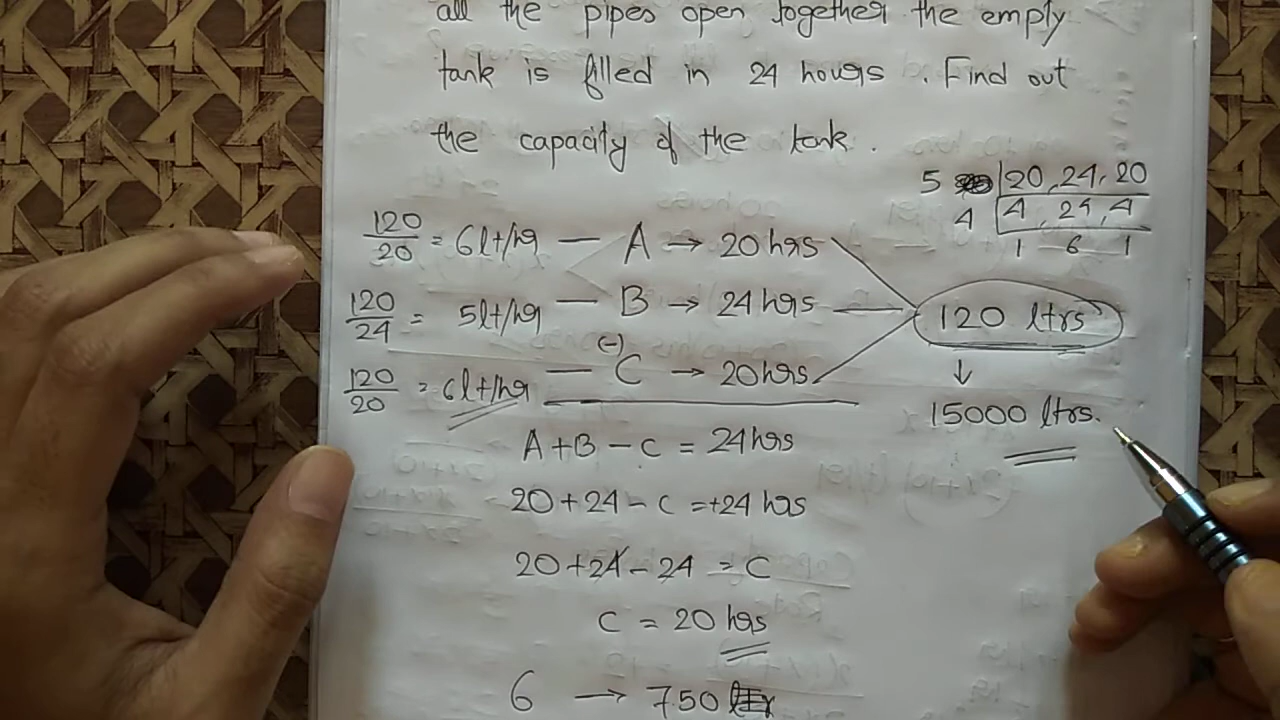 all the pipes open together the empty
tank is filled in 24 hours . Find out
the capacity of the tank .
5 |20, 24, 20
4 |4, 24, 4
1 6 1
120/20 = 6lt/hr — A → 20 hrs
120/24 = 5lt/hr — B → 24 hrs
120 ltrs
(-)
120/20 = 6lt/hr — C → 20hrs
↓
15000 ltrs.
A+B-C = 24hrs
20+24-C =+24 hrs
20+24-24 = C
C = 20 hrs
6 → 750 ltr